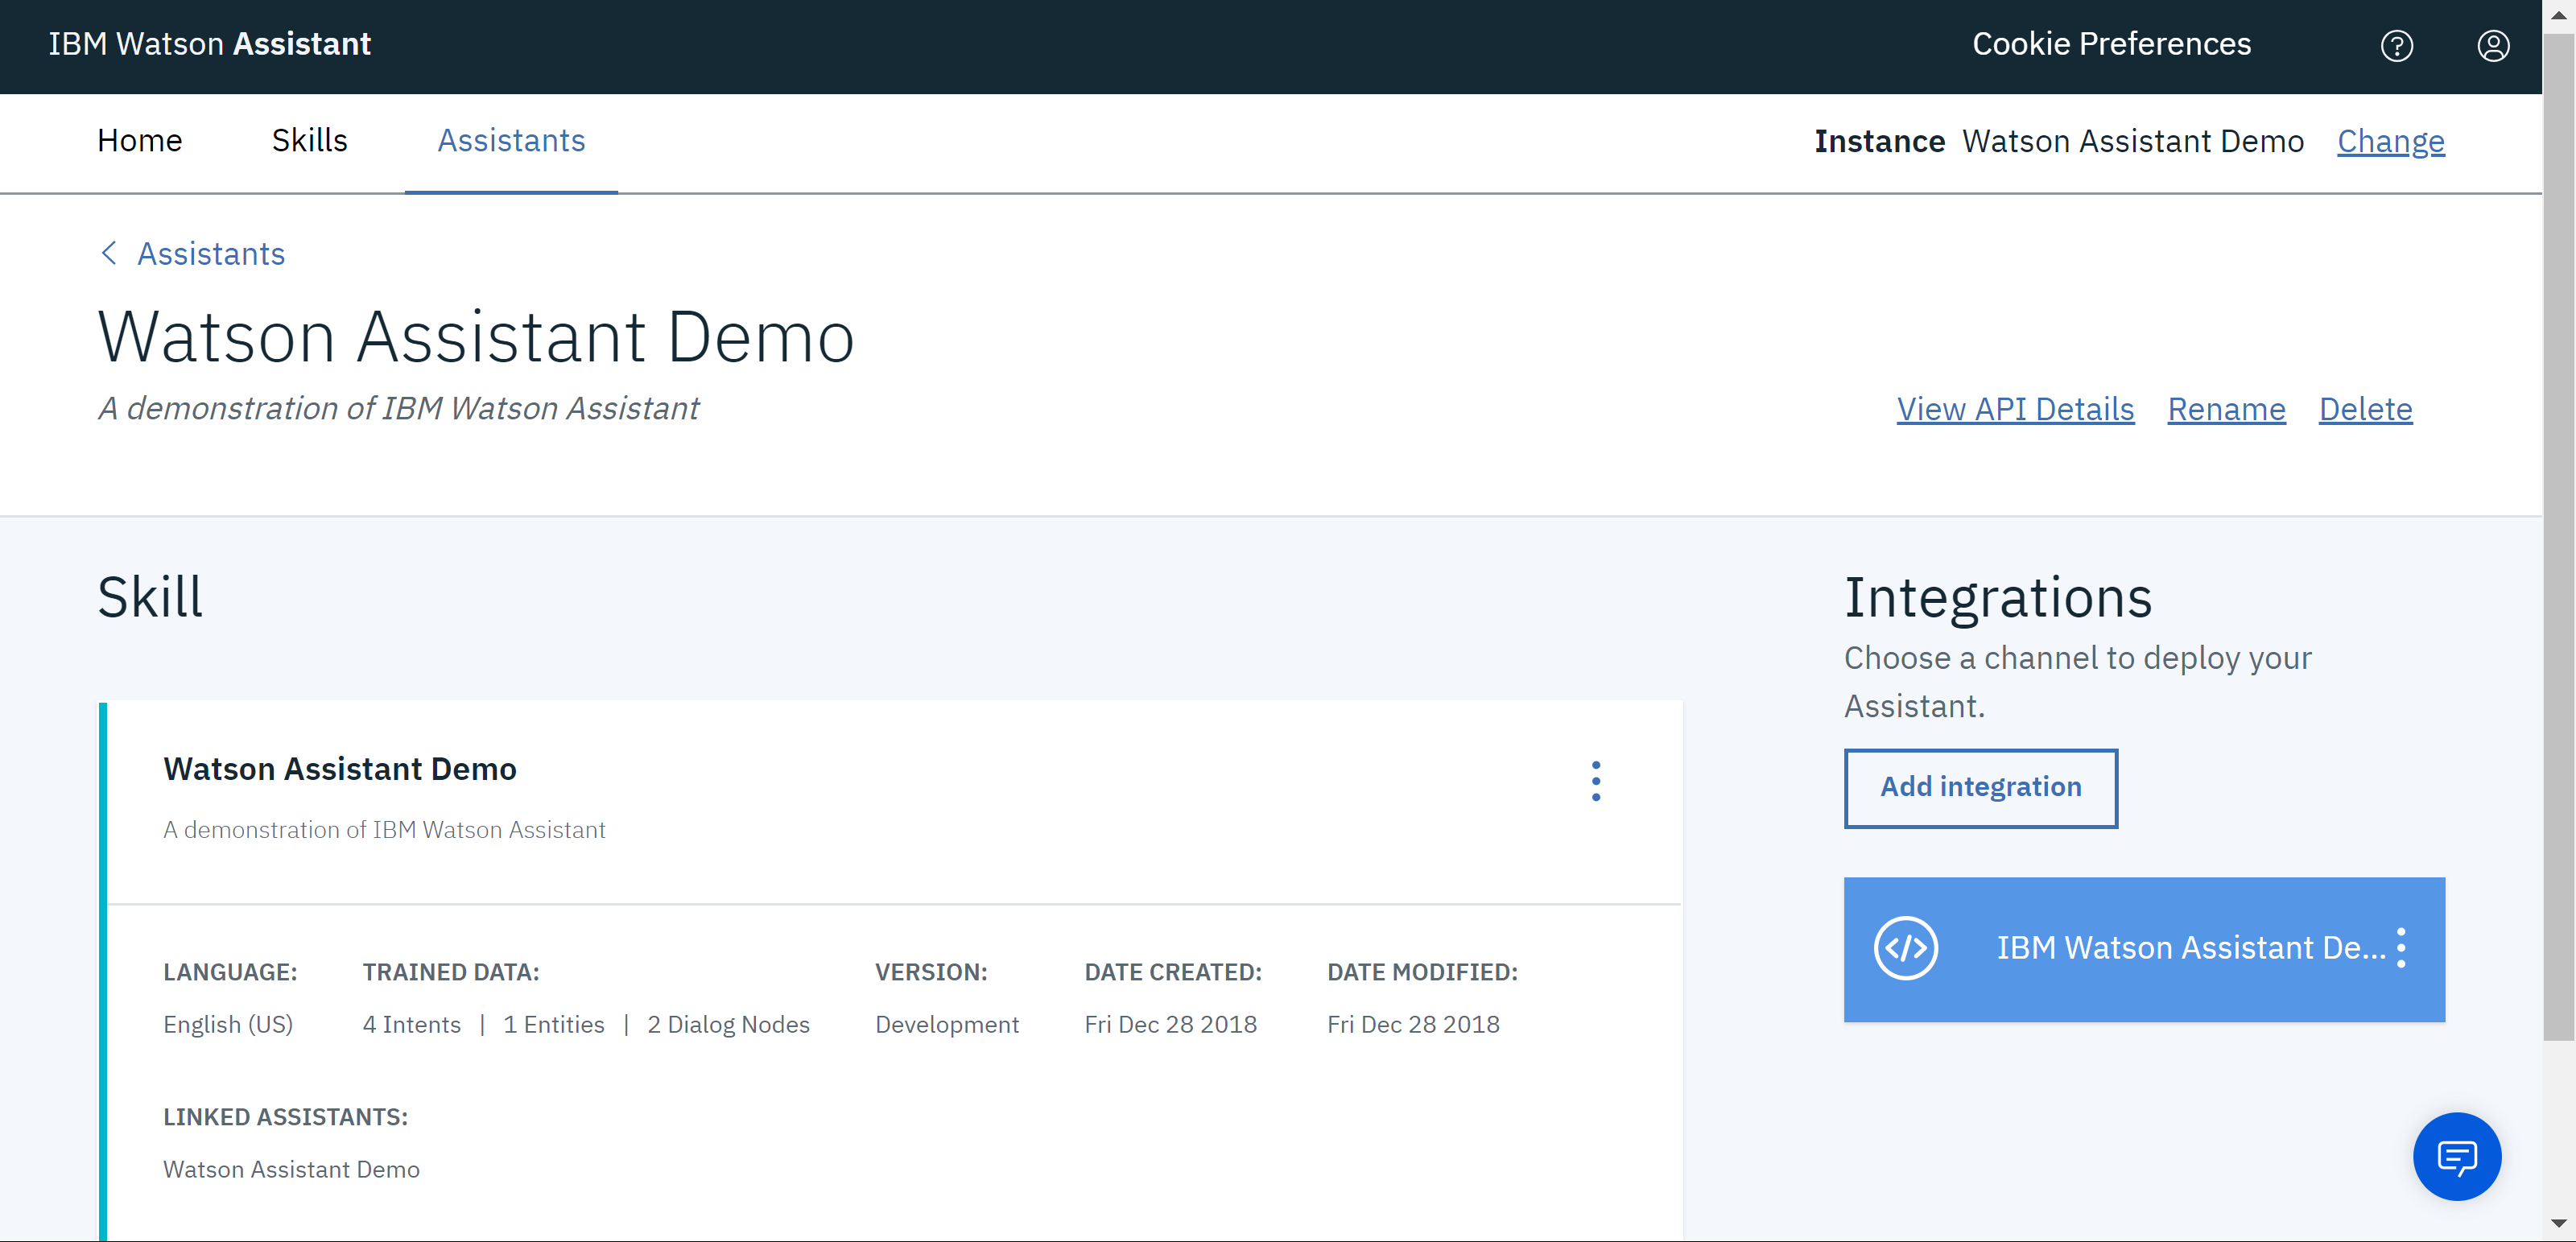 IBM Watson Assistant
Cookie Preferences
Home
Skills
Assistants
Instance Watson Assistant Demo Change
Assistants
Watson Assistant Demo
A demonstration of IBM Watson Assistant
View API Details Rename Delete
Skill
Watson Assistant Demo
A demonstration of IBM Watson Assistant
LANGUAGE: TRAINED DATA: VERSION: DATE CREATED: DATE MODIFIED:
English (US) 4 Intents | 1 Entities | 2 Dialog Nodes Development Fri Dec 28 2018 Fri Dec 28 2018
LINKED ASSISTANTS:
Watson Assistant Demo
Integrations
Choose a channel to deploy your
Assistant.
Add integration
IBM Watson Assistant De...